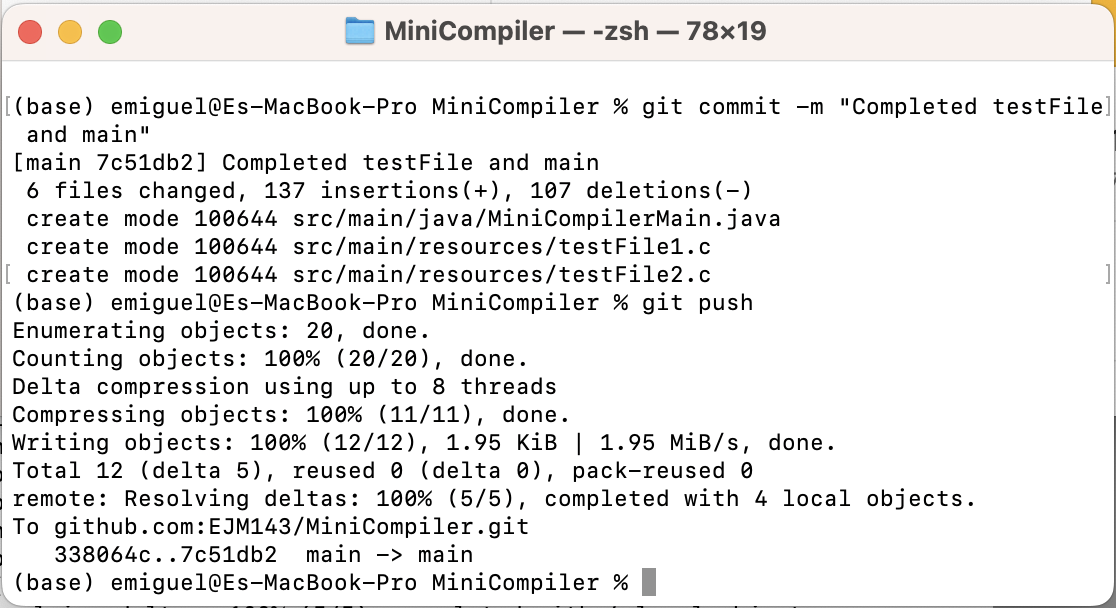 MiniCompiler — -zsh — 78×19
[(base) emiguel@Es-MacBook-Pro MiniCompiler % git commit -m "Completed testFile]
 and main"
[main 7c51db2] Completed testFile and main
 6 files changed, 137 insertions(+), 107 deletions(-)
 create mode 100644 src/main/java/MiniCompilerMain.java
 create mode 100644 src/main/resources/testFile1.c
[ create mode 100644 src/main/resources/testFile2.c ]
(base) emiguel@Es-MacBook-Pro MiniCompiler % git push
Enumerating objects: 20, done.
Counting objects: 100% (20/20), done.
Delta compression using up to 8 threads
Compressing objects: 100% (11/11), done.
Writing objects: 100% (12/12), 1.95 KiB | 1.95 MiB/s, done.
Total 12 (delta 5), reused 0 (delta 0), pack-reused 0
remote: Resolving deltas: 100% (5/5), completed with 4 local objects.
To github.com:EJM143/MiniCompiler.git
   338064c..7c51db2  main -> main
(base) emiguel@Es-MacBook-Pro MiniCompiler %